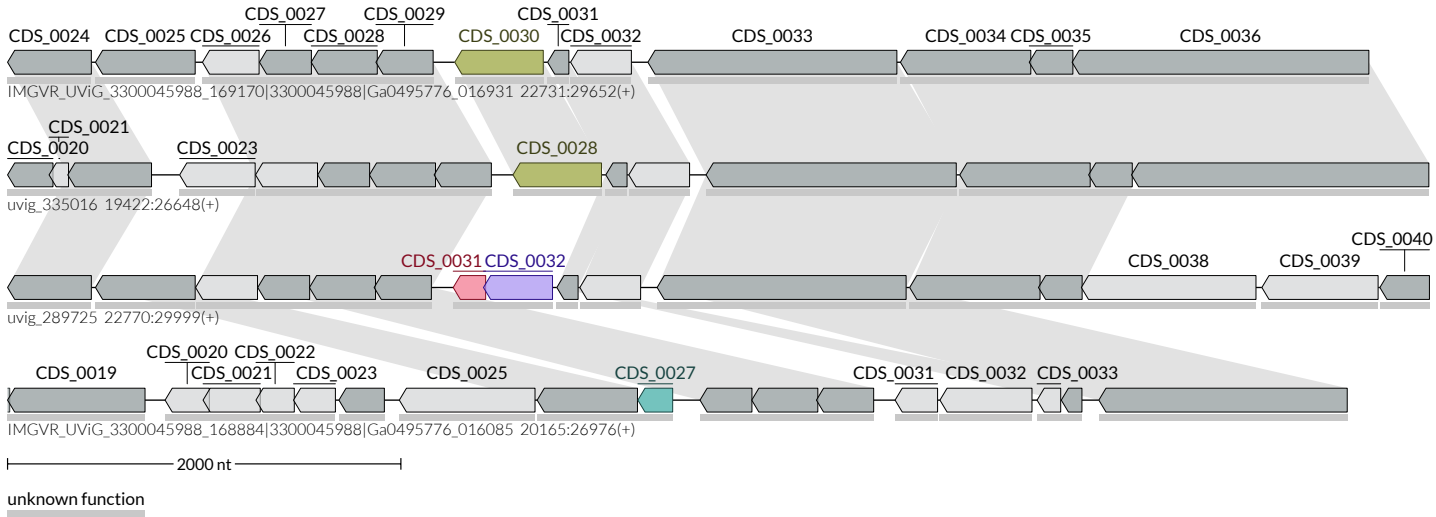 CDS_0027 CDS_0029 CDS_0031
CDS_0024 CDS_0025 CDS_0026 CDS_0028 CDS_0030 CDS_0032 CDS_0033 CDS_0034 CDS_0035 CDS_0036
IMGVR_UViG_3300045988_169170|3300045988|Ga0495776_016931 22731:29652(+)
CDS_0021
CDS_0020 CDS_0023 CDS_0028
uvig_335016 19422:26648(+)
CDS_0040
CDS_0031 CDS_0032 CDS_0038 CDS_0039
uvig_289725 22770:29999(+)
CDS_0020 CDS_0022
CDS_0019 CDS_0021 CDS_0023 CDS_0025 CDS_0027 CDS_0031 CDS_0032 CDS_0033
IMGVR_UViG_3300045988_168884|3300045988|Ga0495776_016085 20165:26976(+)
2000 nt
unknown function